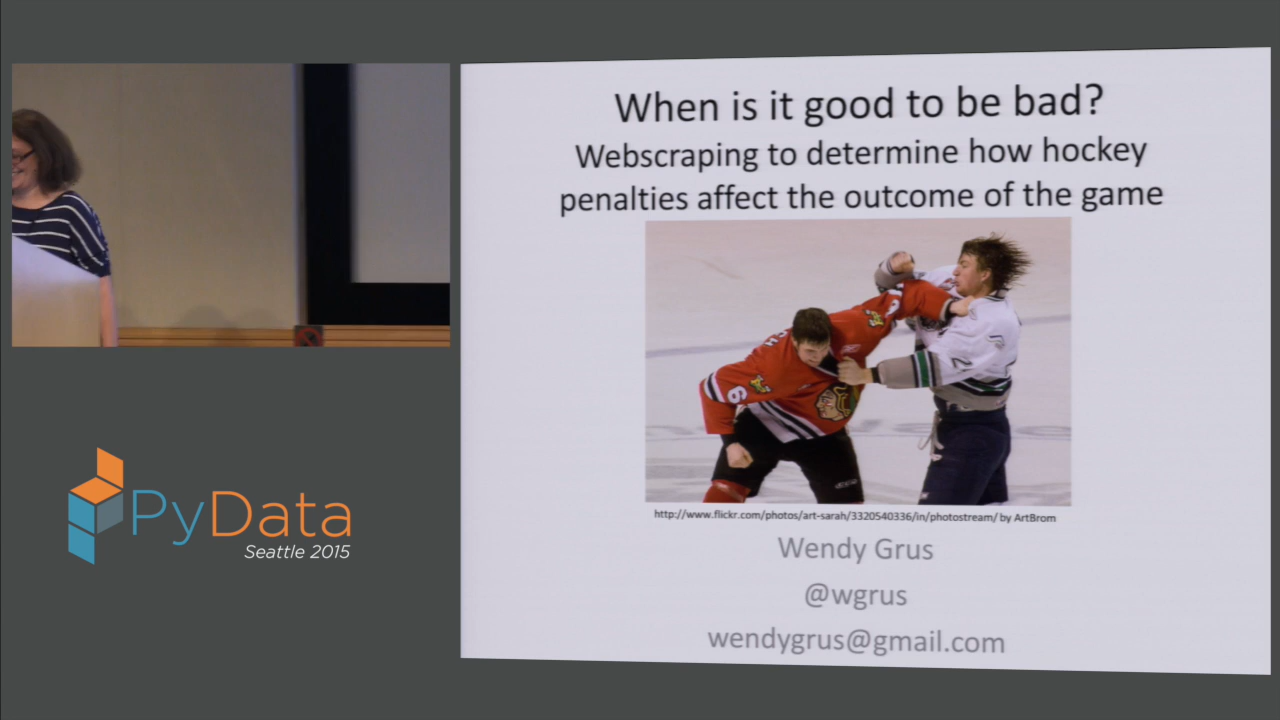 When is it good to be bad?
Webscraping to determine how hockey
penalties affect the outcome of the game
6
http://www.flickr.com/photos/art-sarah/3320540336/in/photostream/ by ArtBrom
Wendy Grus
@wgrus
wendygrus@gmail.com
PyData
Seattle 2015